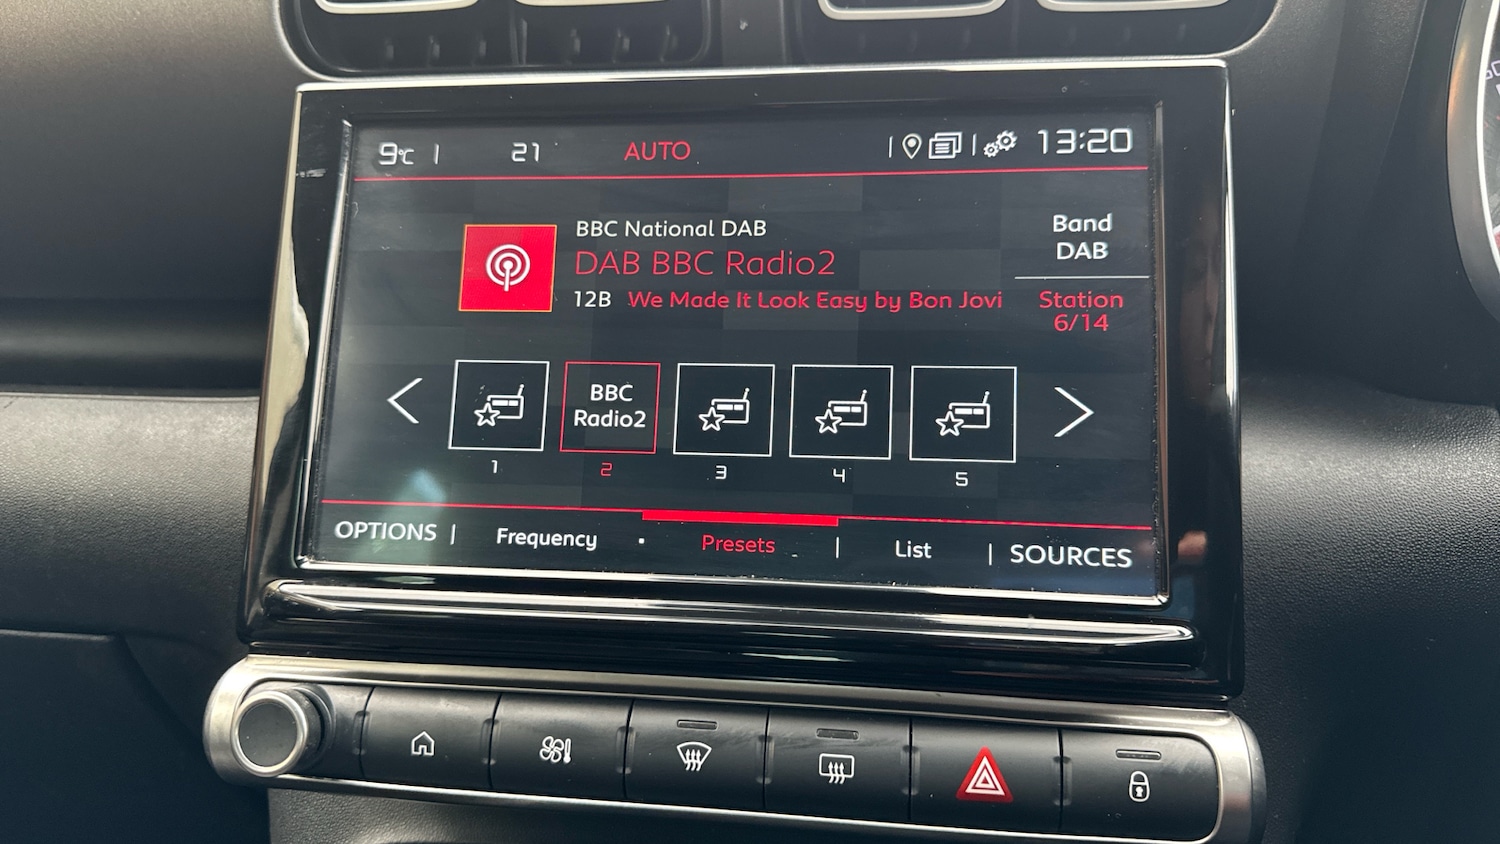 9°C | 21 AUTO 13:20
BBC National DAB
DAB BBC Radio2
12B We Made It Look Easy by Bon Jovi
Band
DAB
Station
6/14
BBC
Radio2
1 2 3 4 5
OPTIONS | Frequency Presets | List | SOURCES